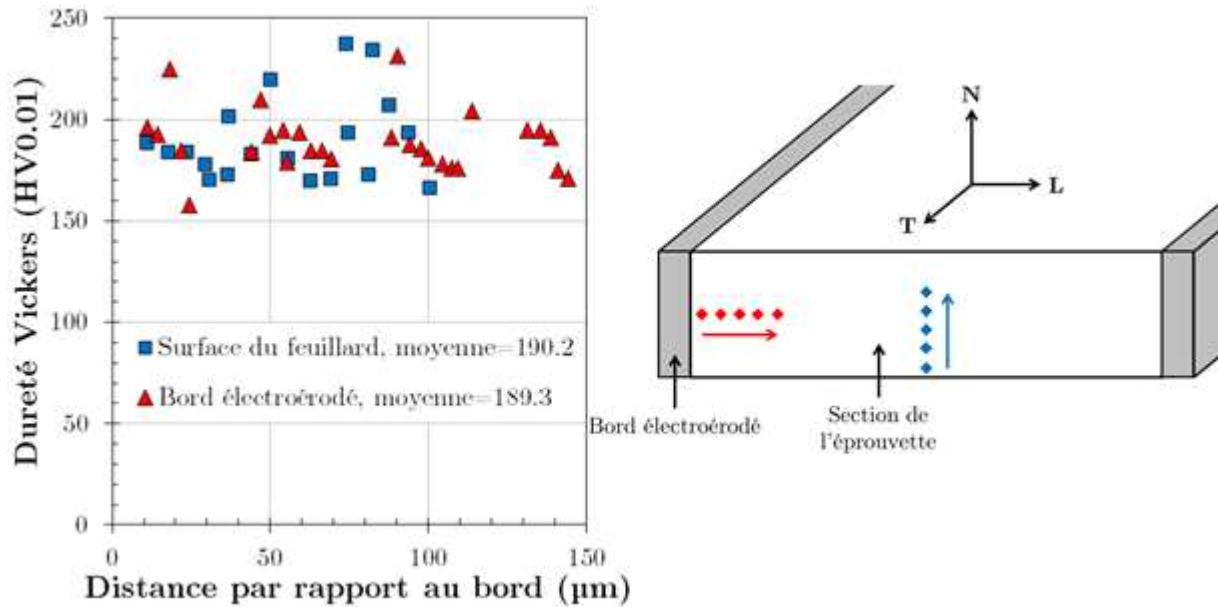 250
200
150
100
50
0
0
50
100
150
Dureté Vickers (HV0.01)
Distance par rapport au bord (µm)
Surface du feuillard, moyenne=190.2
Bord électroérodé, moyenne=189.3
N
L
T
Bord électroérodé
Section de
l'éprouvette